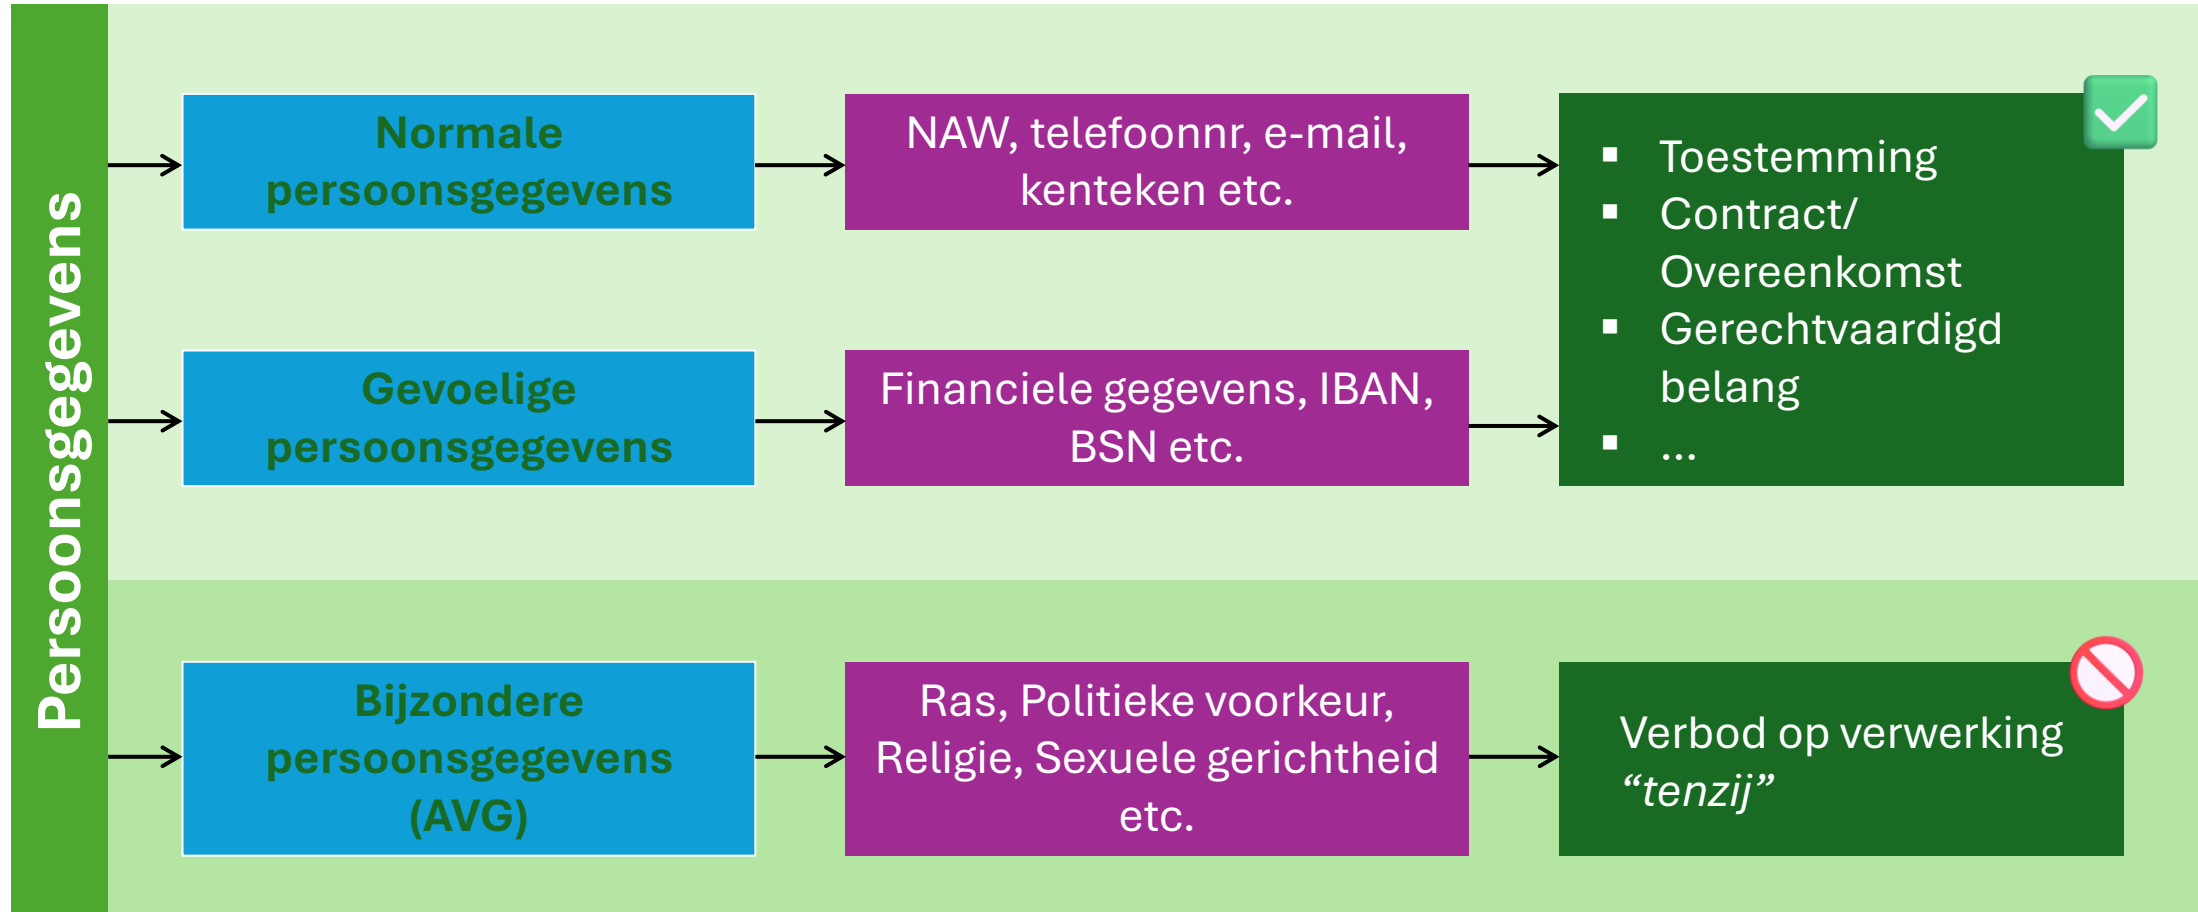 Persoonsgegevens
Normale
persoonsgegevens
NAW, telefoonnr, e-mail,
kenteken etc.
▪ Toestemming
▪ Contract/
Overeenkomst
▪ Gerechtvaardigd
belang
▪ ...
Gevoelige
persoonsgegevens
Financiele gegevens, IBAN,
BSN etc.
Bijzondere
persoonsgegevens
(AVG)
Ras, Politieke voorkeur,
Religie, Sexuele gerichtheid
etc.
Verbod op verwerking
“tenzij”